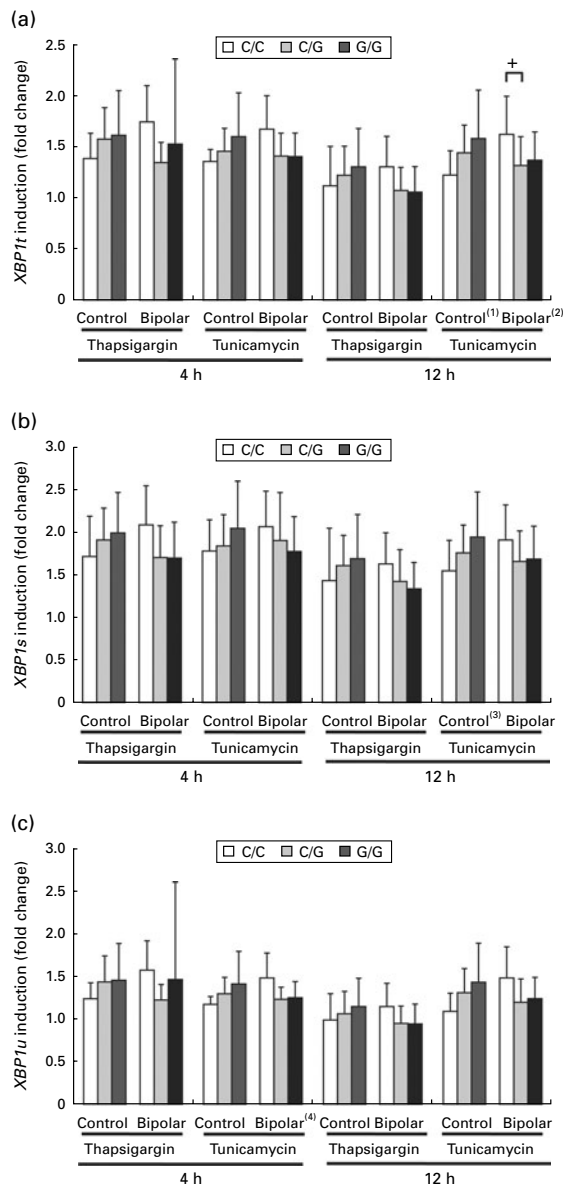 (a)
C/C C/G G/G
2.5
2.0
1.5
1.0
0.5
0
XBP1t induction (fold change)
+
Control Bipolar Control Bipolar Control Bipolar Control(1) Bipolar(2)
Thapsigargin Tunicamycin Thapsigargin Tunicamycin
4 h 12 h
(b)
C/C C/G G/G
3.0
2.5
2.0
1.5
1.0
0.5
0
XBP1s induction (fold change)
Control Bipolar Control Bipolar Control Bipolar Control(3) Bipolar
Thapsigargin Tunicamycin Thapsigargin Tunicamycin
4 h 12 h
(c)
C/C C/G G/G
3.0
2.5
2.0
1.5
1.0
0.5
0
XBP1u induction (fold change)
Control Bipolar Control Bipolar(4) Control Bipolar Control Bipolar
Thapsigargin Tunicamycin Thapsigargin Tunicamycin
4 h 12 h